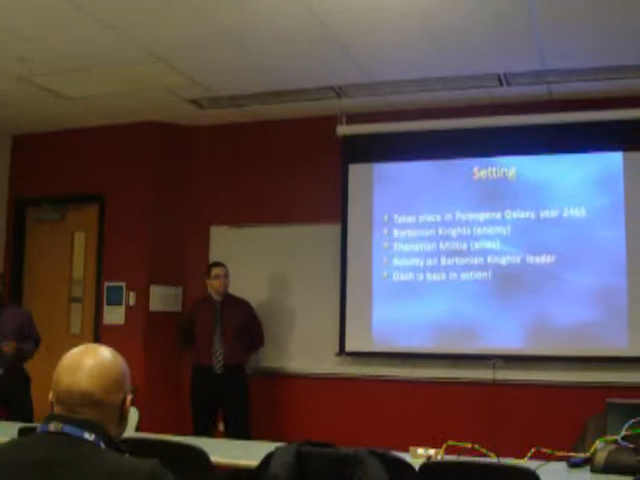 Setting
Takes place in Paleogene Galaxy, year 2465
Bartonian Knights (enemy)
Thanetian Militia (allies)
Bounty on Bartonian Knights' leader
Dash is back in action!